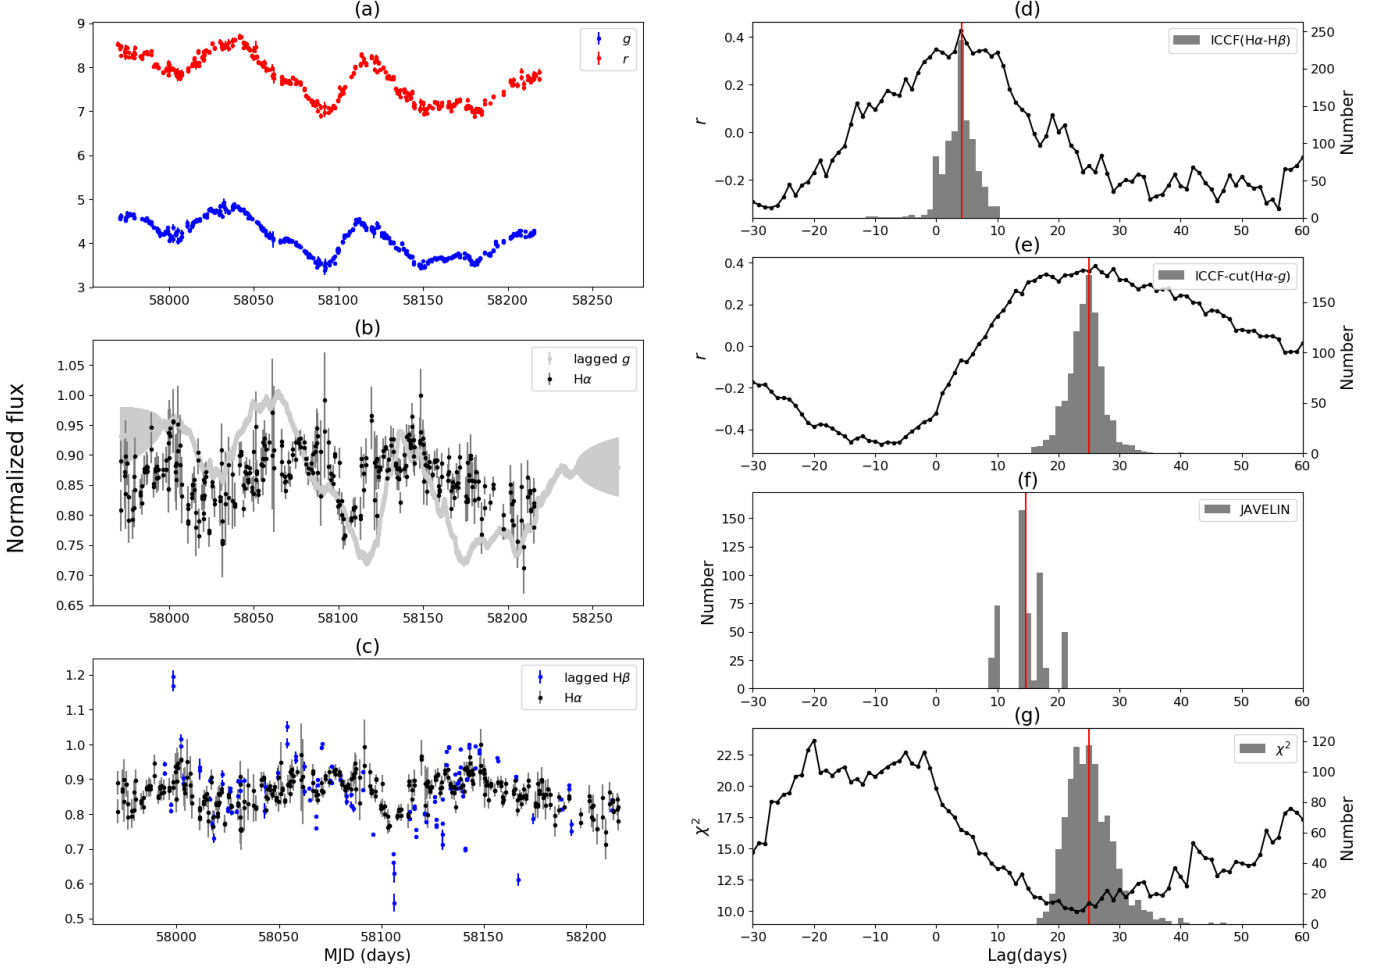 (a)
9
8
7
6
5
4
3
g
r
58000 58050 58100 58150 58200 58250
(b)
1.05
1.00
0.95
0.90
0.85
0.80
0.75
0.70
0.65
lagged g
Hα
58000 58050 58100 58150 58200 58250
Normalized flux
(c)
1.2
1.1
1.0
0.9
0.8
0.7
0.6
0.5
lagged Hβ
Hα
58000 58050 58100 58150 58200
MJD (days)
(d)
0.4
0.2
0.0
−0.2
r
ICCF(Hα-Hβ)
250
200
150
100
50
0
Number
−30 −20 −10 0 10 20 30 40 50 60
(e)
0.4
0.2
0.0
−0.2
−0.4
r
ICCF-cut(Hα-g)
150
100
50
0
Number
−30 −20 −10 0 10 20 30 40 50 60
(f)
150
125
100
75
50
25
0
Number
JAVELIN
−30 −20 −10 0 10 20 30 40 50 60
(g)
22.5
20.0
17.5
15.0
12.5
10.0
χ²
χ²
120
100
80
60
40
20
0
Number
−30 −20 −10 0 10 20 30 40 50 60
Lag(days)